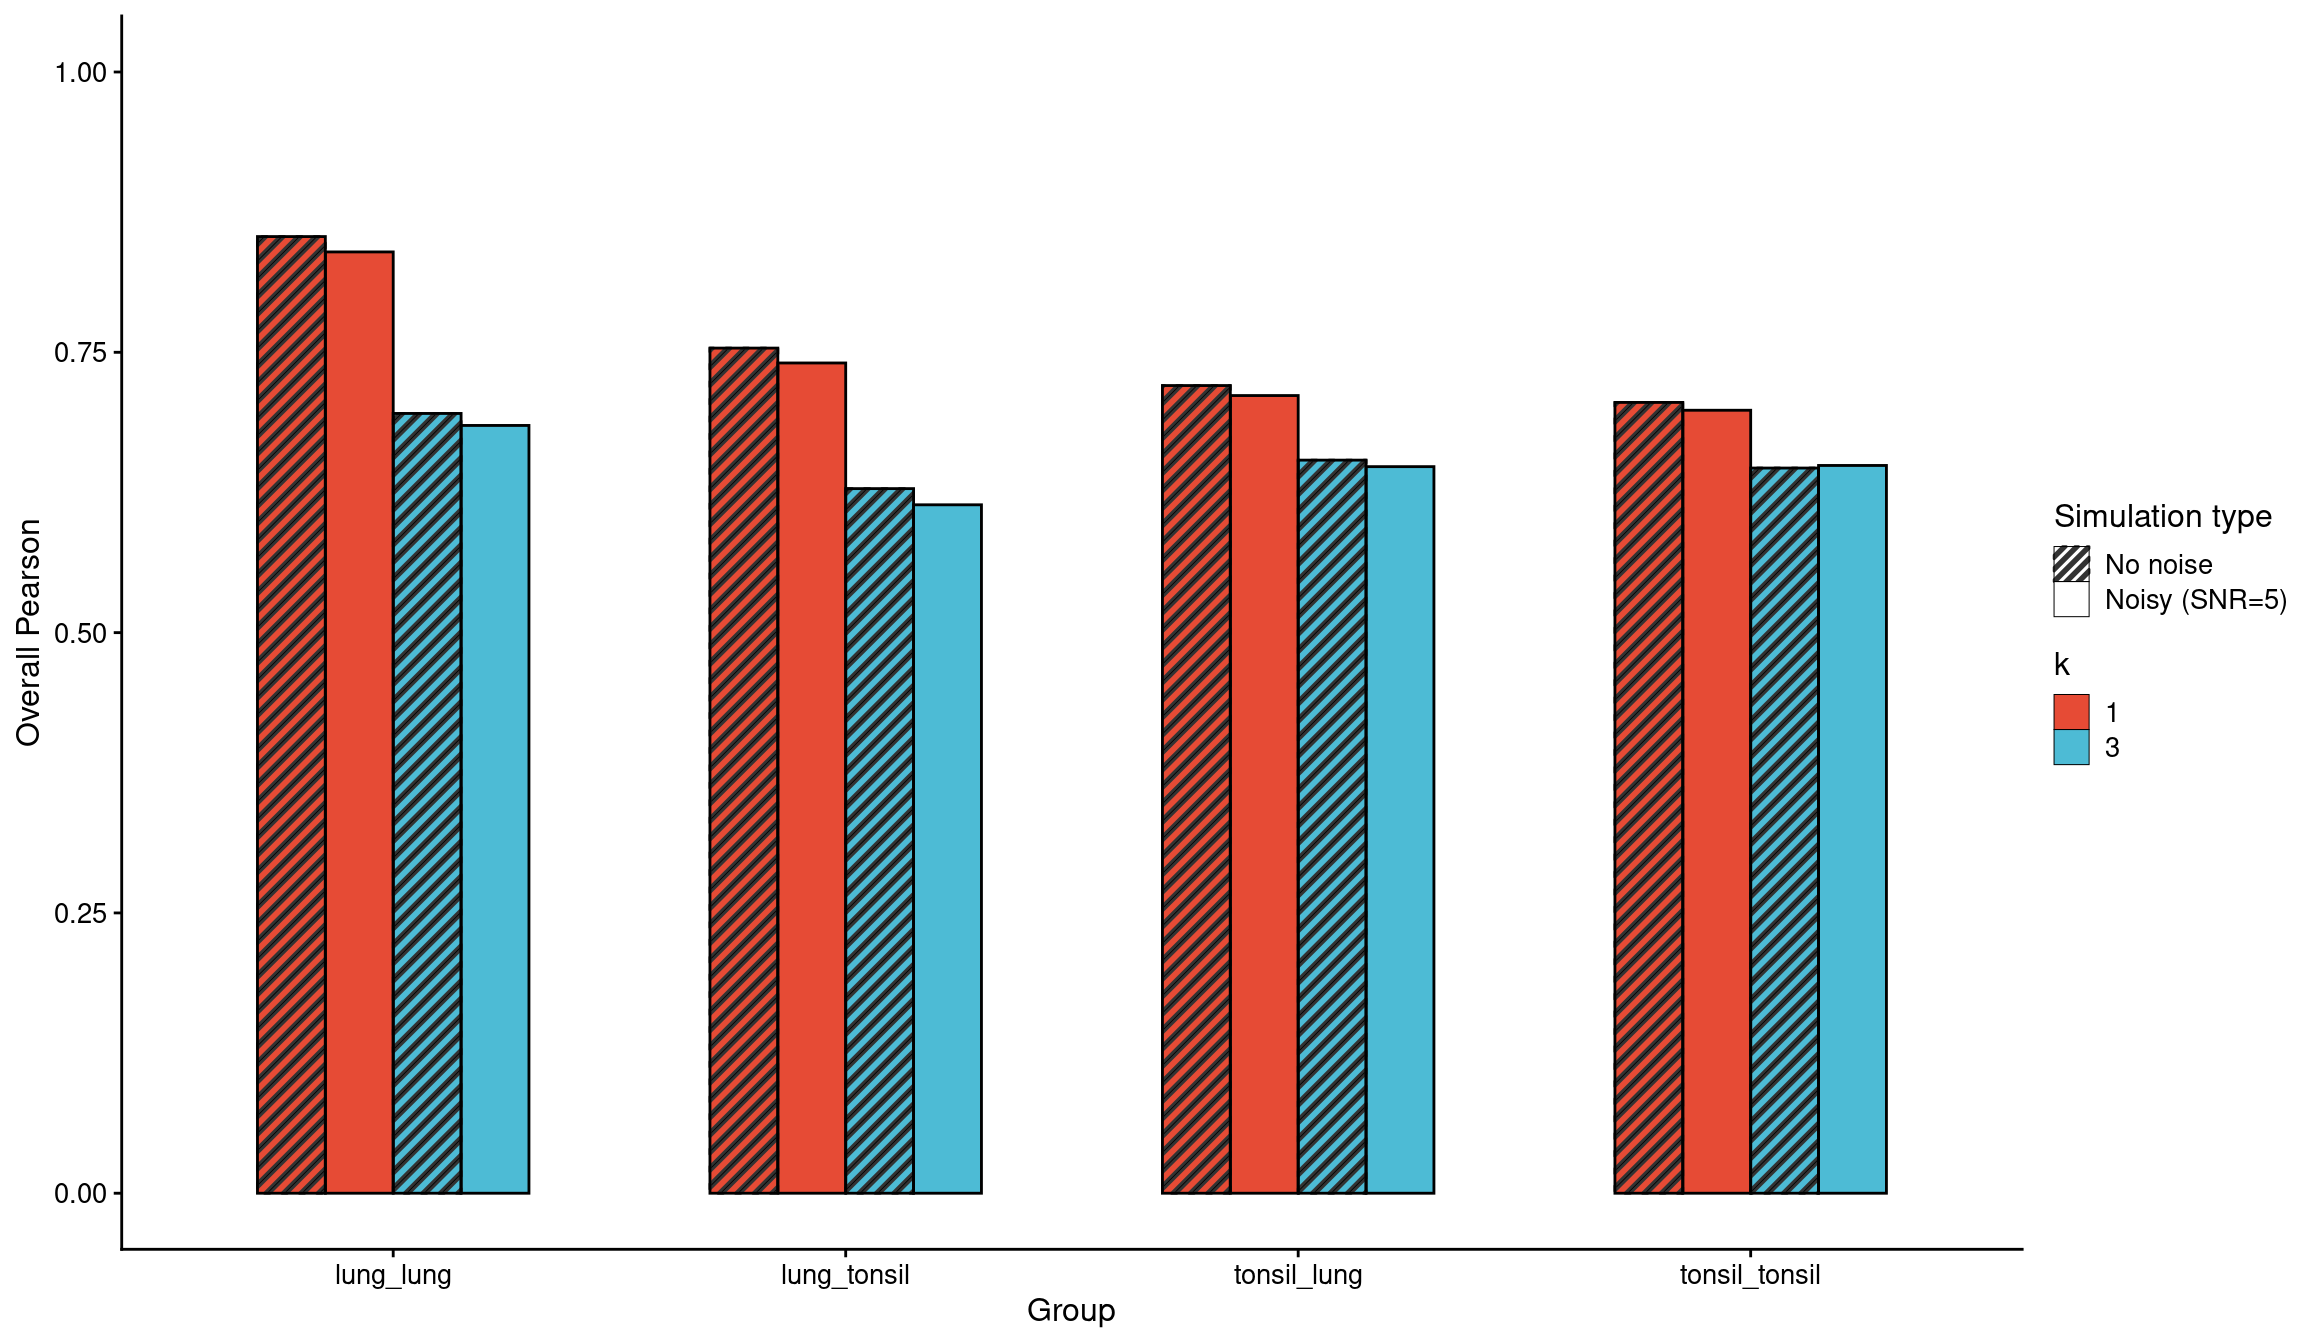 Overall Pearson
1.00
0.75
0.50
0.25
0.00
lung_lung
lung_tonsil
tonsil_lung
tonsil_tonsil
Group
Simulation type
No noise
Noisy (SNR=5)
k
1
3